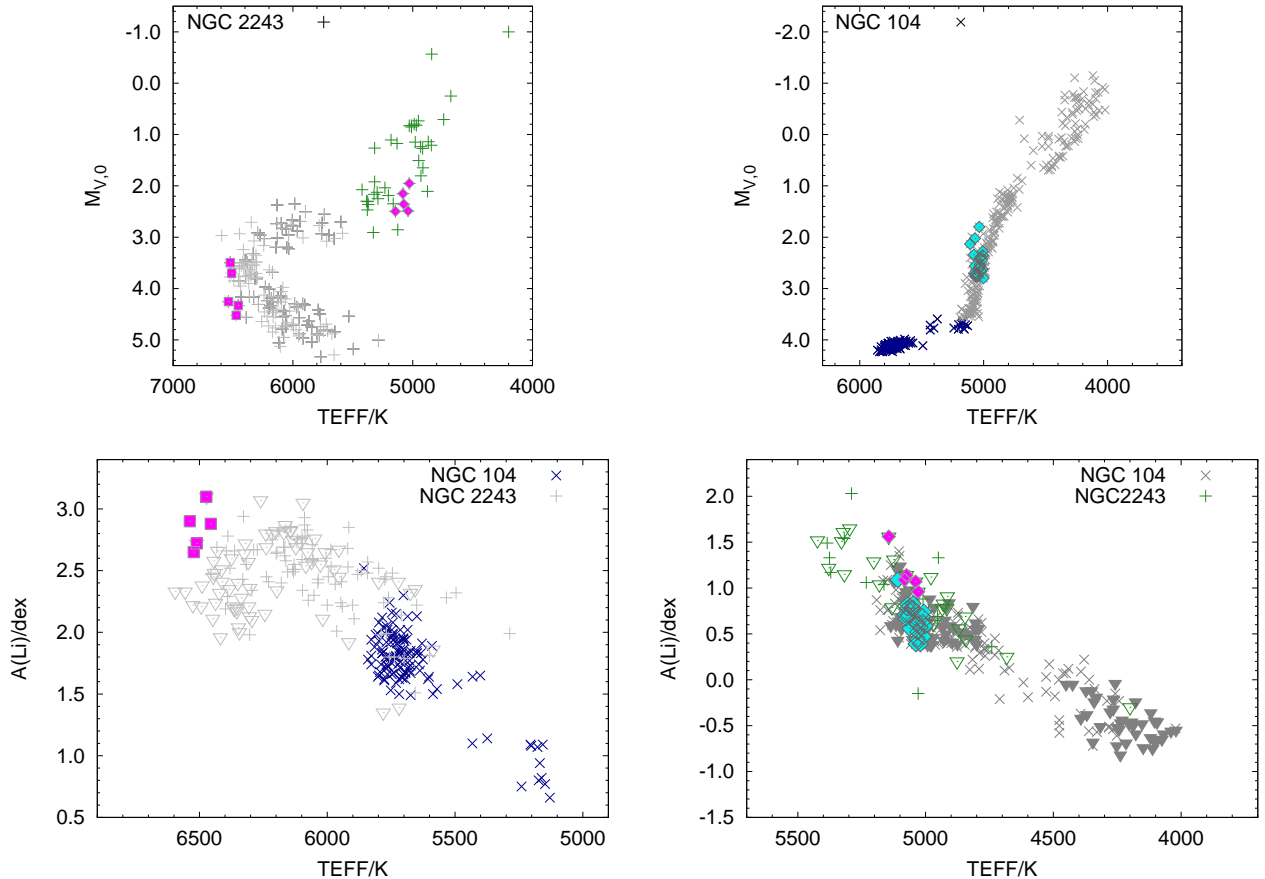 NGC 2243
-1.0
0.0
1.0
2.0
3.0
4.0
5.0
M_V,0
7000 6000 5000 4000
TEFF/K
NGC 104
-2.0
-1.0
0.0
1.0
2.0
3.0
4.0
M_V,0
6000 5000 4000
TEFF/K
NGC 104
NGC 2243
3.0
2.5
2.0
1.5
1.0
0.5
A(Li)/dex
6500 6000 5500 5000
TEFF/K
NGC 104
NGC2243
2.0
1.5
1.0
0.5
0.0
-0.5
-1.0
-1.5
A(Li)/dex
5500 5000 4500 4000
TEFF/K